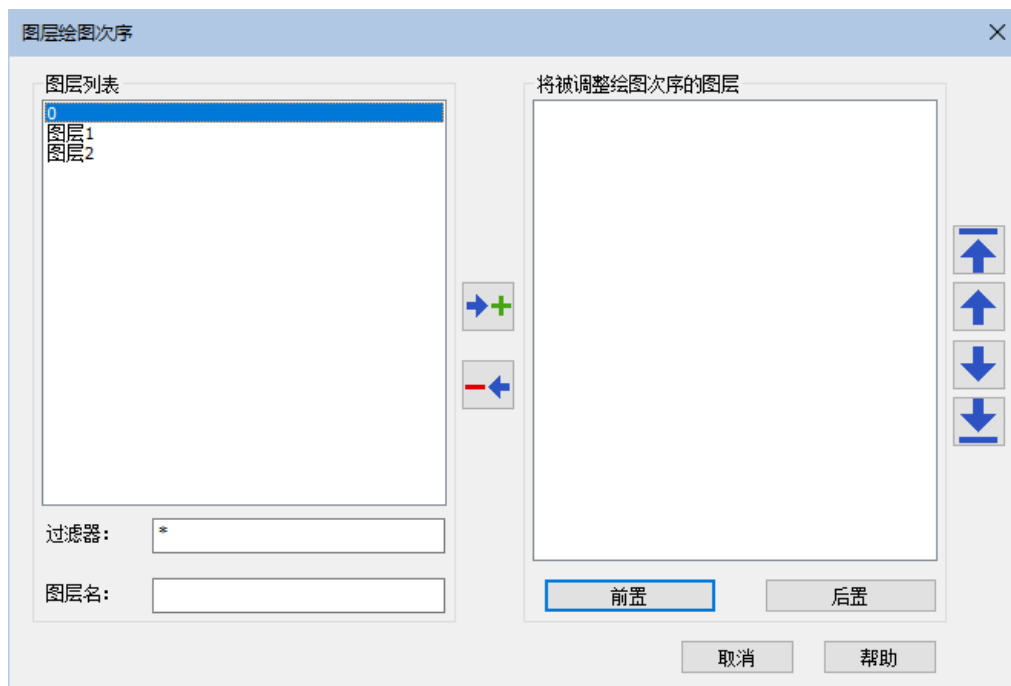 图层绘图次序
图层列表
0
图层1
图层2
过滤器：
*
图层名：
将被调整绘图次序的图层
前置
后置
取消
帮助